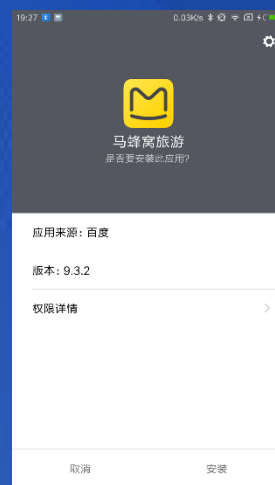 19:27
0.03K/s
马蜂窝旅游
是否要安装此应用?
应用来源: 百度
版本: 9.3.2
权限详情
取消
安装